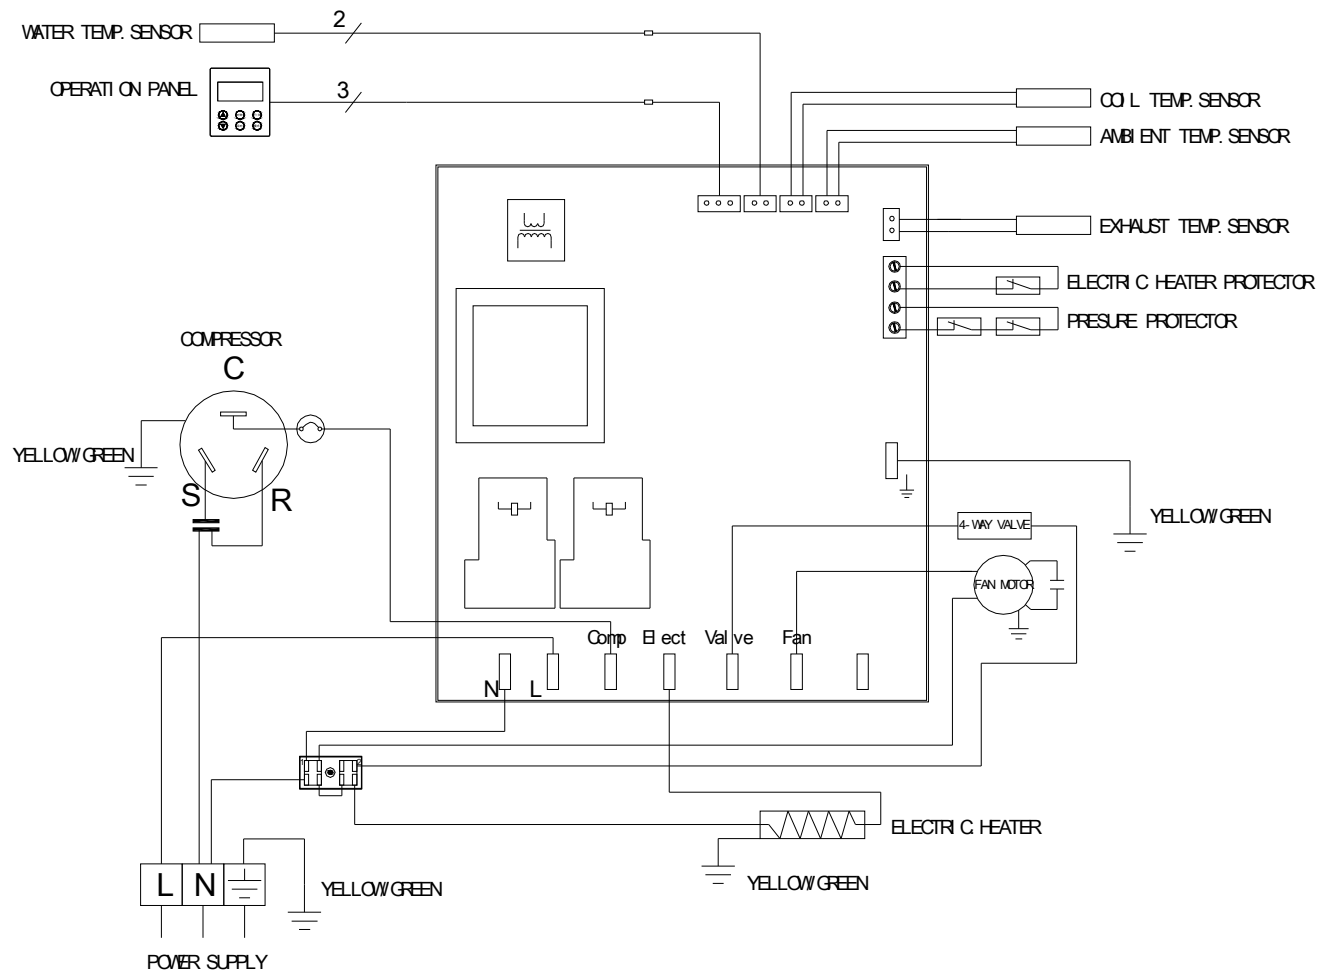 WATER TEMP. SENSOR
2
OPERATION PANEL
3
COIL TEMP. SENSOR
AMBIENT TEMP. SENSOR
EXHAUST TEMP. SENSOR
ELECTRIC HEATER PROTECTOR
PRESURE PROTECTOR
COMPRESSOR
C
YELLOW/GREEN
S
R
YELLOW/GREEN
4-WAY VALVE
FAN MOTOR
Comp
Elect
Valve
Fan
N
L
ELECTRIC. HEATER
YELLOW/GREEN
L
N
YELLOW/GREEN
POWER SUPPLY